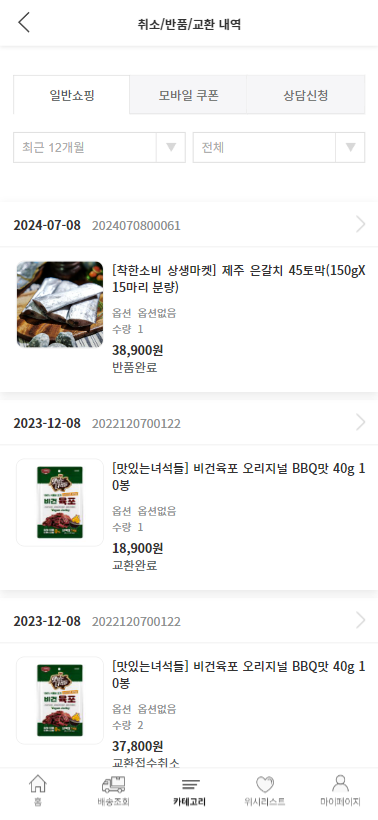 취소/반품/교환 내역
일반쇼핑
모바일 쿠폰
상담신청
최근 12개월
전체
2024-07-08 2024070800061
[착한소비 상생마켓] 제주 은갈치 45토막(150gX
15마리 분량)
옵션 옵션없음
수량 1
38,900원
반품완료
2023-12-08 2022120700122
[맛있는녀석들] 비건육포 오리지널 BBQ맛 40g 1
0봉
옵션 옵션없음
수량 1
18,900원
교환완료
비건 육포
2023-12-08 2022120700122
[맛있는녀석들] 비건육포 오리지널 BBQ맛 40g 1
0봉
옵션 옵션없음
수량 2
37,800원
교환접수취소
비건 육포
홈
배송조회
카테고리
위시리스트
마이페이지